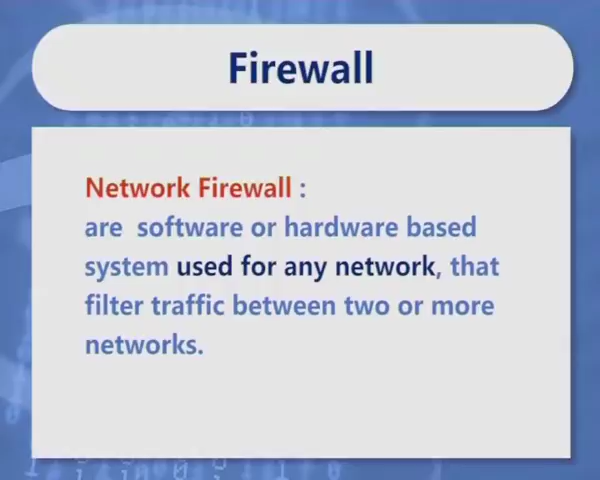 Firewall
Network Firewall :
are software or hardware based
system used for any network, that
filter traffic between two or more
networks.